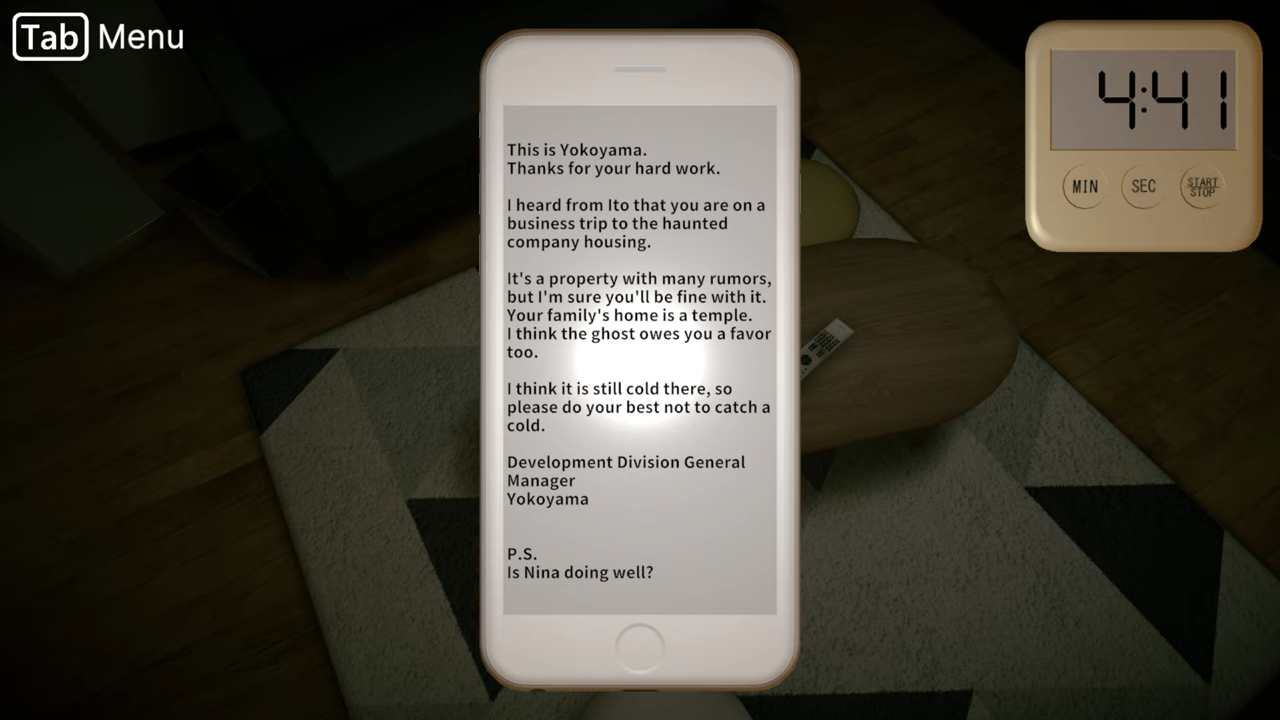 Tab Menu
4:41
MIN SEC START
STOP
This is Yokoyama.
Thanks for your hard work.
I heard from Ito that you are on a
business trip to the haunted
company housing.
It's a property with many rumors,
but I'm sure you'll be fine with it.
Your family's home is a temple.
I think the ghost owes you a favor
too.
I think it is still cold there, so
please do your best not to catch a
cold.
Development Division General
Manager
Yokoyama
P.S.
Is Nina doing well?